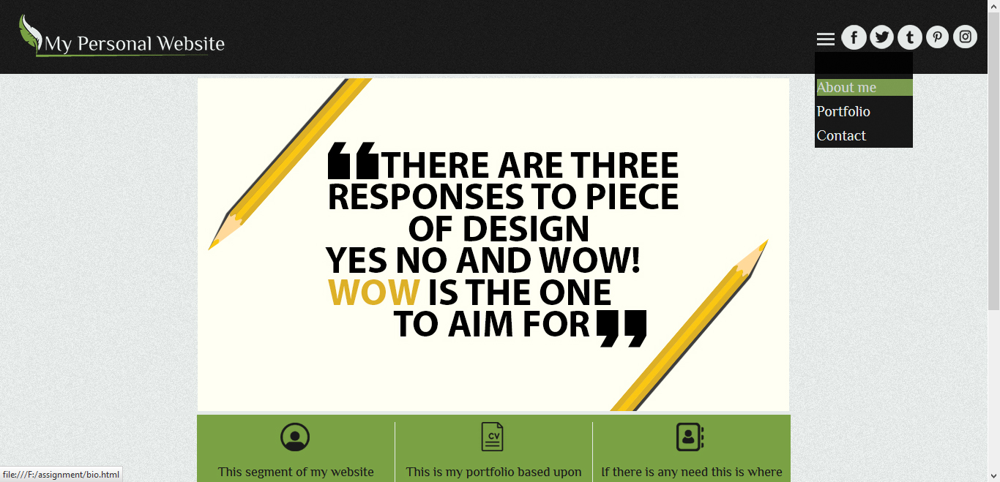 My Personal Website
f t
About me
Portfolio
Contact
❛❛THERE ARE THREE
RESPONSES TO PIECE
OF DESIGN
YES NO AND WOW!
WOW IS THE ONE
TO AIM FOR❜❜
CV
This segment of my website
This is my portfolio based upon
If there is any need this is where
file:///F:/assignment/bio.html